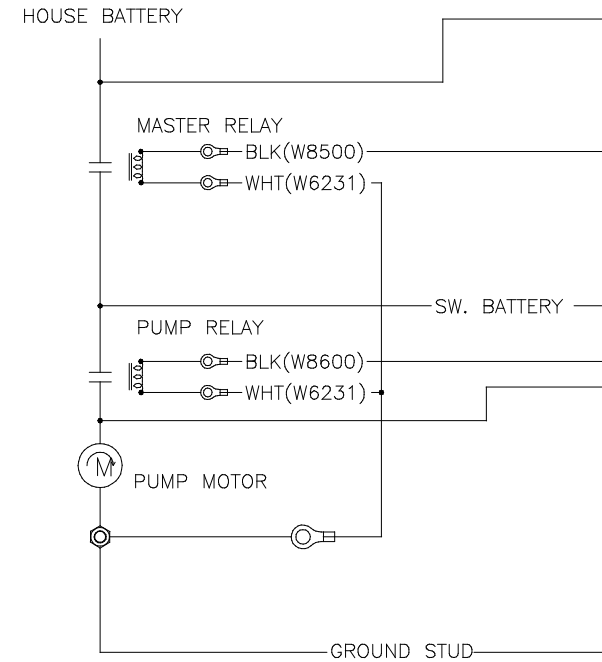 HOUSE BATTERY
MASTER RELAY
BLK(W8500)
WHT(W6231)
SW. BATTERY
PUMP RELAY
BLK(W8600)
WHT(W6231)
M
PUMP MOTOR
GROUND STUD